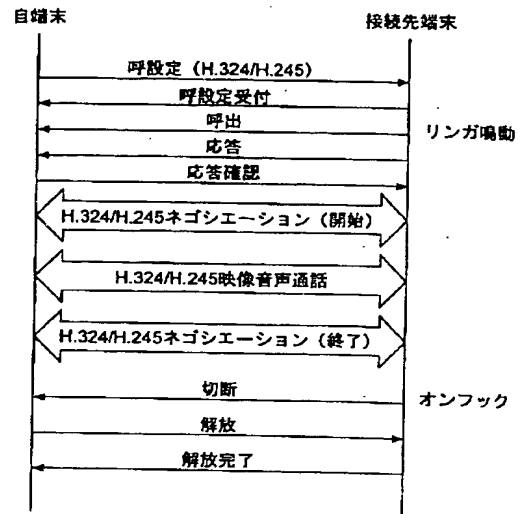 自端末
接続先端末
呼設定（H.324/H.245）
呼設定受付
呼出
リンガ鳴動
応答
応答確認
H.324/H.245ネゴシエーション（開始）
H.324/H.245映像音声通話
H.324/H.245ネゴシエーション（終了）
切断
オンフック
解放
解放完了